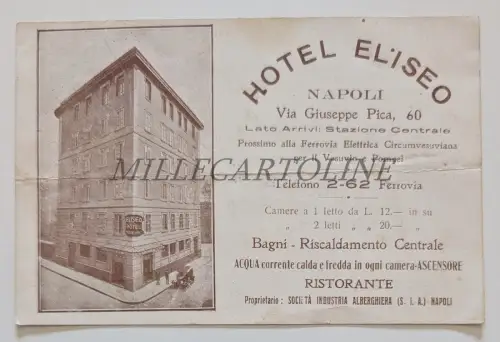 HOTEL ELISEO
NAPOLI
Via Giuseppe Pica, 60
Lato Arrivi: Stazione Centrale
Prossimo alla Ferrovia Elettrica Circumvesuviana
per il Vesuvio e Pompei
MILLECARTOLINE
Telefono 2-62 Ferrovia
Camere a 1 letto da L. 12.— in su
„ 2 letti „ „ 20.— „
Bagni - Riscaldamento Centrale
ACQUA corrente calda e fredda in ogni camera-ASCENSORE
RISTORANTE
Proprietario: SOCIETÀ INDUSTRIA ALBERGHIERA (S. I. A.) NAPOLI
ELISEO
HOTEL